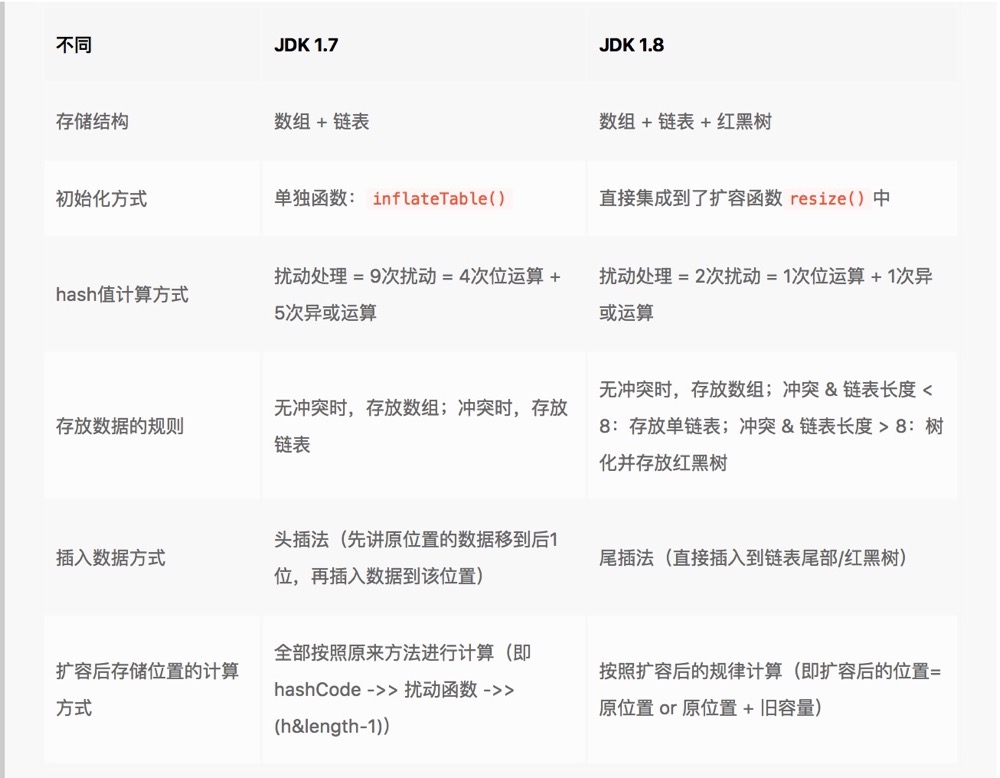 不同 JDK 1.7 JDK 1.8
存储结构 数组 + 链表 数组 + 链表 + 红黑树
初始化方式 单独函数： inflateTable() 直接集成到了扩容函数 resize() 中
hash值计算方式
扰动处理 = 9次扰动 = 4次位运算 +
5次异或运算
扰动处理 = 2次扰动 = 1次位运算 + 1次异
或运算
存放数据的规则
无冲突时，存放数组；冲突时，存放
链表
无冲突时，存放数组；冲突 & 链表长度 <
8：存放单链表；冲突 & 链表长度 > 8：树
化并存放红黑树
插入数据方式
头插法（先讲原位置的数据移到后1
位，再插入数据到该位置）
尾插法（直接插入到链表尾部/红黑树）
扩容后存储位置的计算
方式
全部按照原来方法进行计算（即
hashCode ->> 扰动函数 ->>
(h&length-1)）
按照扩容后的规律计算（即扩容后的位置=
原位置 or 原位置 + 旧容量）